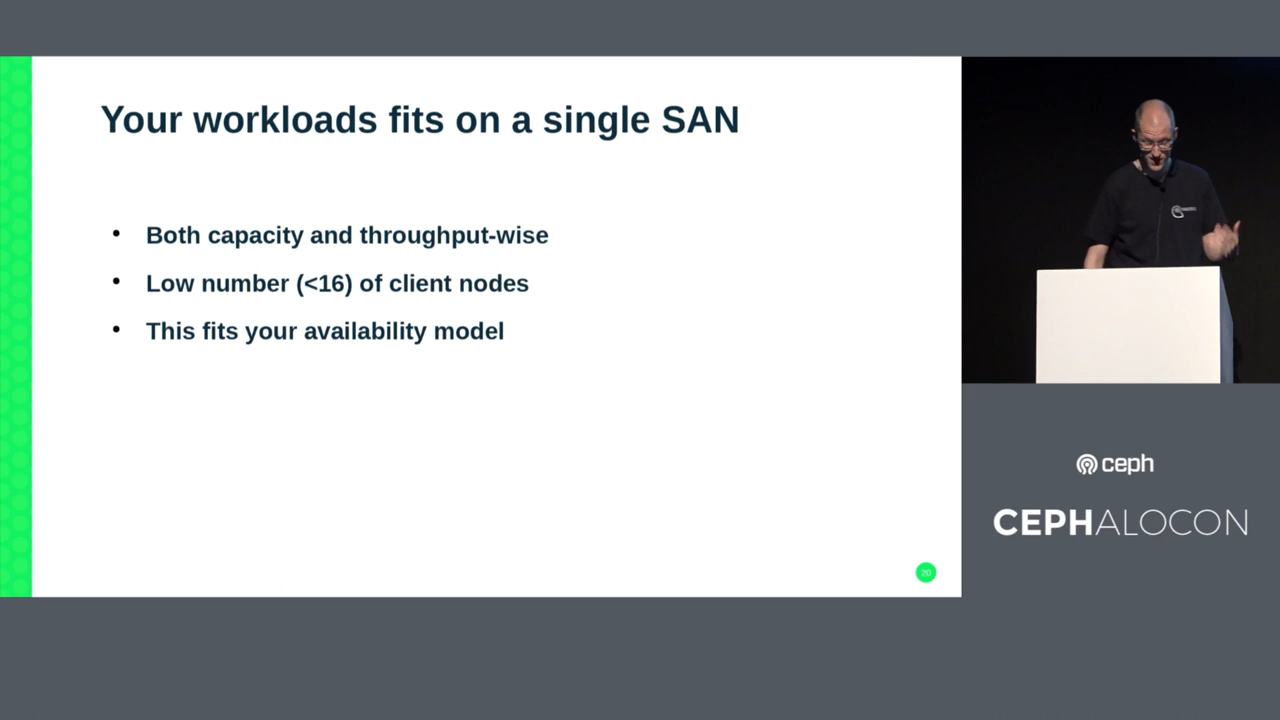 Your workloads fits on a single SAN
• Both capacity and throughput-wise
• Low number (<16) of client nodes
• This fits your availability model
20
ceph
CEPHALOCON